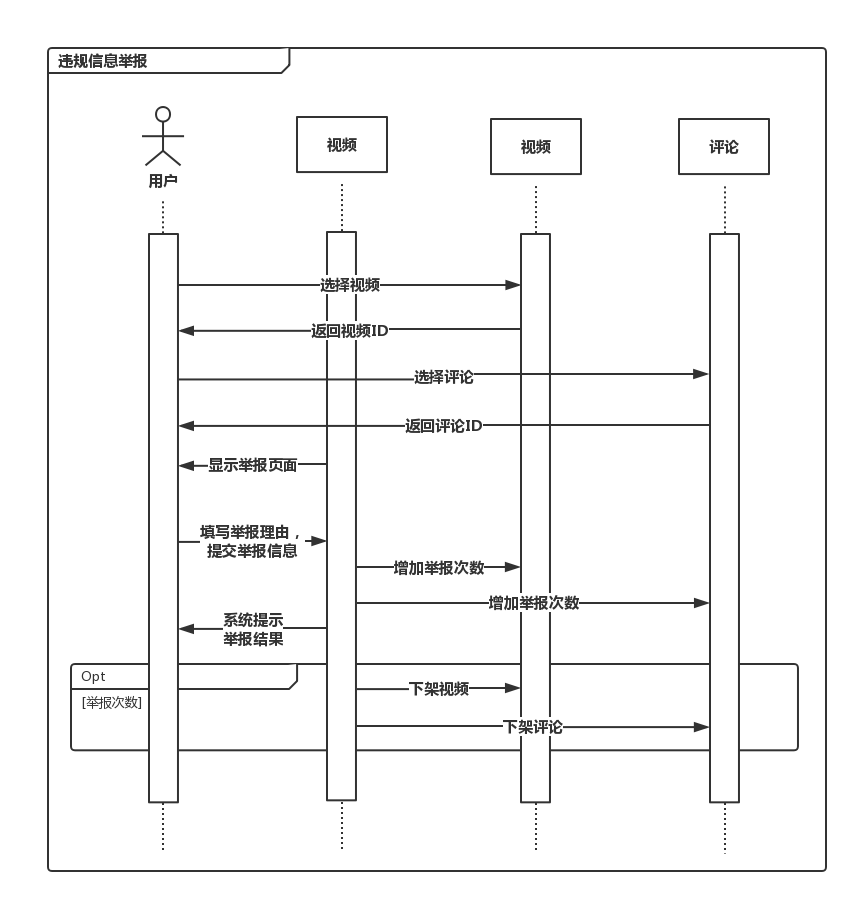 违规信息举报
用户
视频
视频
评论
选择视频
返回视频ID
选择评论
返回评论ID
显示举报页面
填写举报理由，
提交举报信息
增加举报次数
增加举报次数
系统提示
举报结果
Opt
[举报次数]
下架视频
下架评论